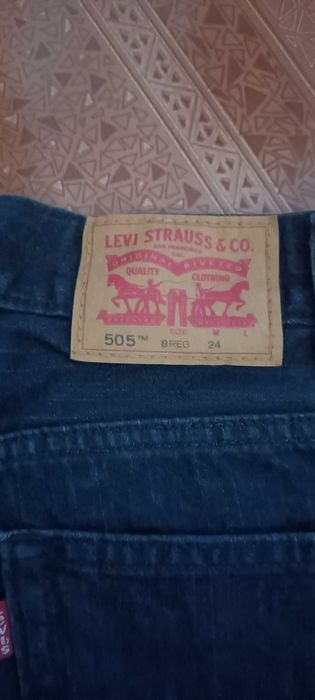 LEVI STRAUSS & CO.
SAN FRANCISCO
CAL.
ORIGINAL RIVETED
QUALITY CLOTHING
SIZE W L
505™ BREG 24
LEVI'S